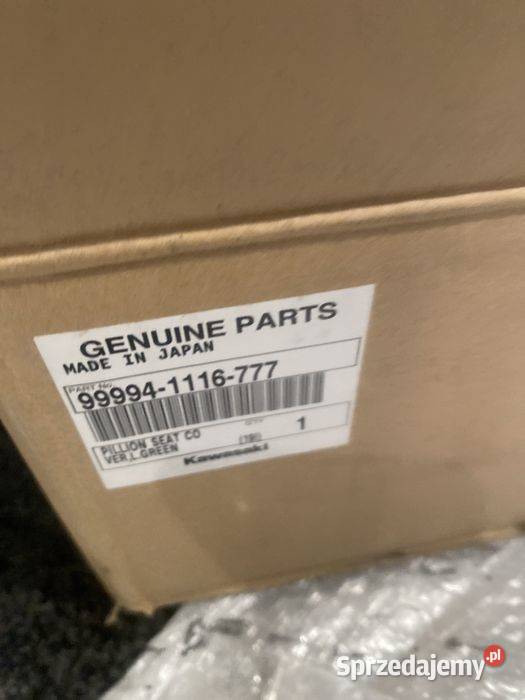 GENUINE PARTS
MADE IN JAPAN
PART No.
99994-1116-777
PILLION SEAT CO
VER,L.GREEN
QTY 1
Kawasaki
Sprzedajemy.pl